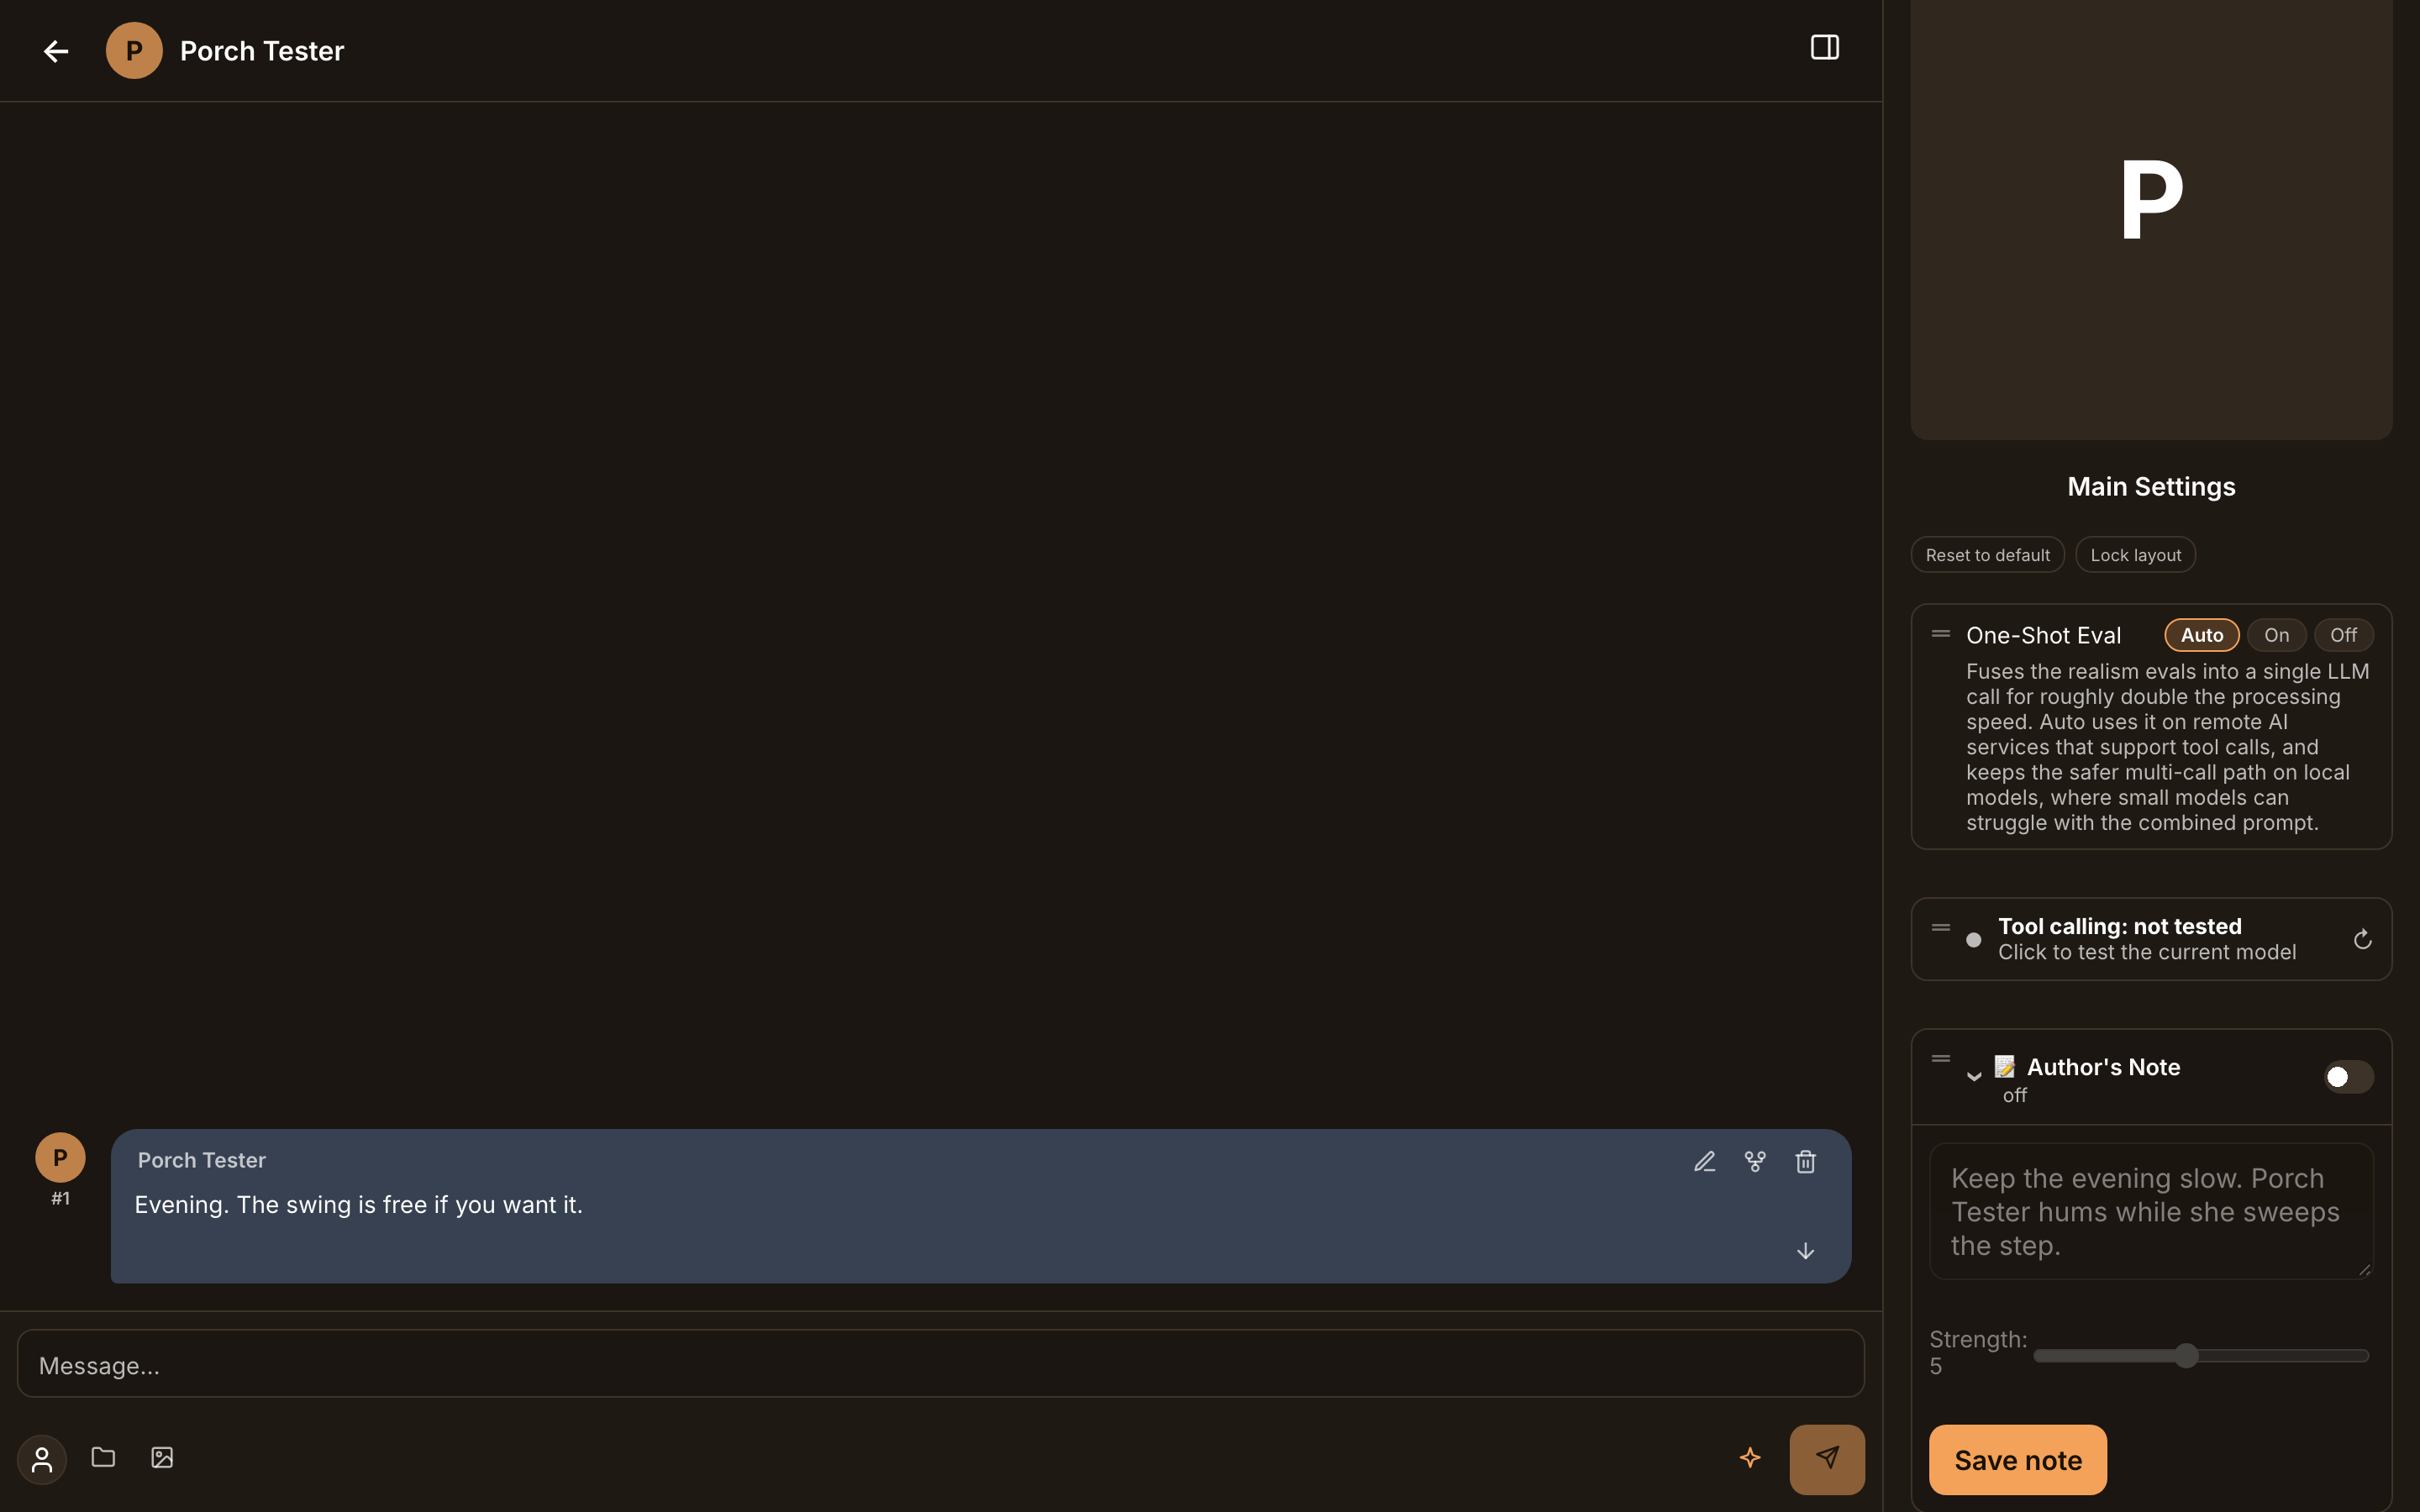 P Porch Tester
P
Main Settings
Reset to default Lock layout
One-Shot Eval Auto On Off
Fuses the realism evals into a single LLM
call for roughly double the processing
speed. Auto uses it on remote AI
services that support tool calls, and
keeps the safer multi-call path on local
models, where small models can
struggle with the combined prompt.
Tool calling: not tested
Click to test the current model
Author's Note
off
Keep the evening slow. Porch
Tester hums while she sweeps
the step.
Strength:
5
Save note
P
#1
Porch Tester
Evening. The swing is free if you want it.
Message...